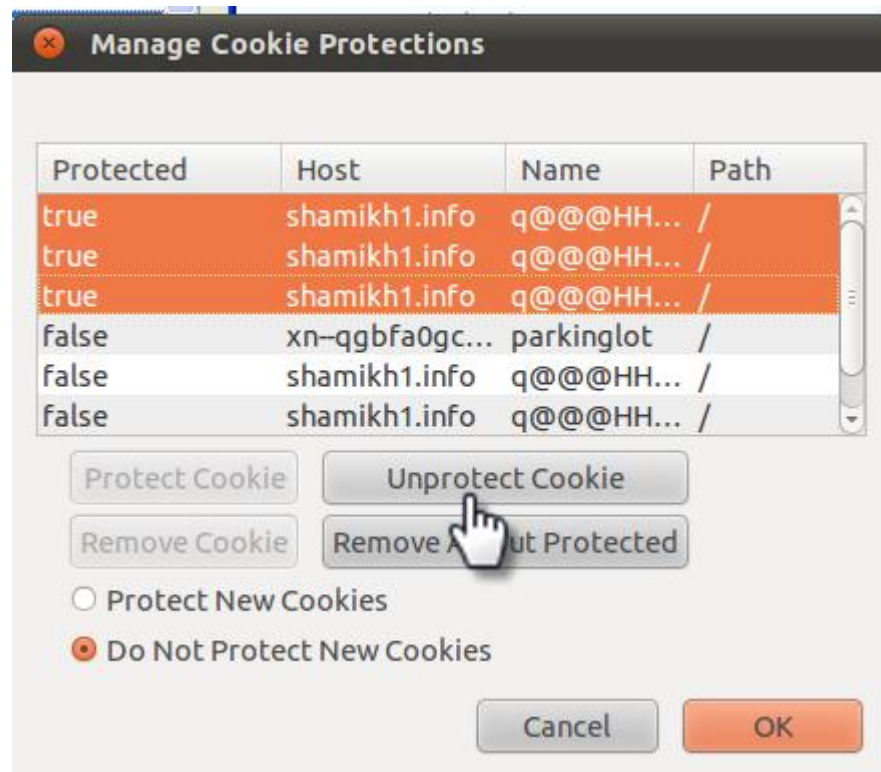 Manage Cookie Protections
Protected Host Name Path
true shamikh1.info q@@@HH... /
true shamikh1.info q@@@HH... /
true shamikh1.info q@@@HH... /
false xn--qgbfa0gc... parkinglot /
false shamikh1.info q@@@HH... /
false shamikh1.info q@@@HH... /
Protect Cookie Unprotect Cookie
Remove Cookie Remove Protected
Protect New Cookies
Do Not Protect New Cookies
Cancel OK